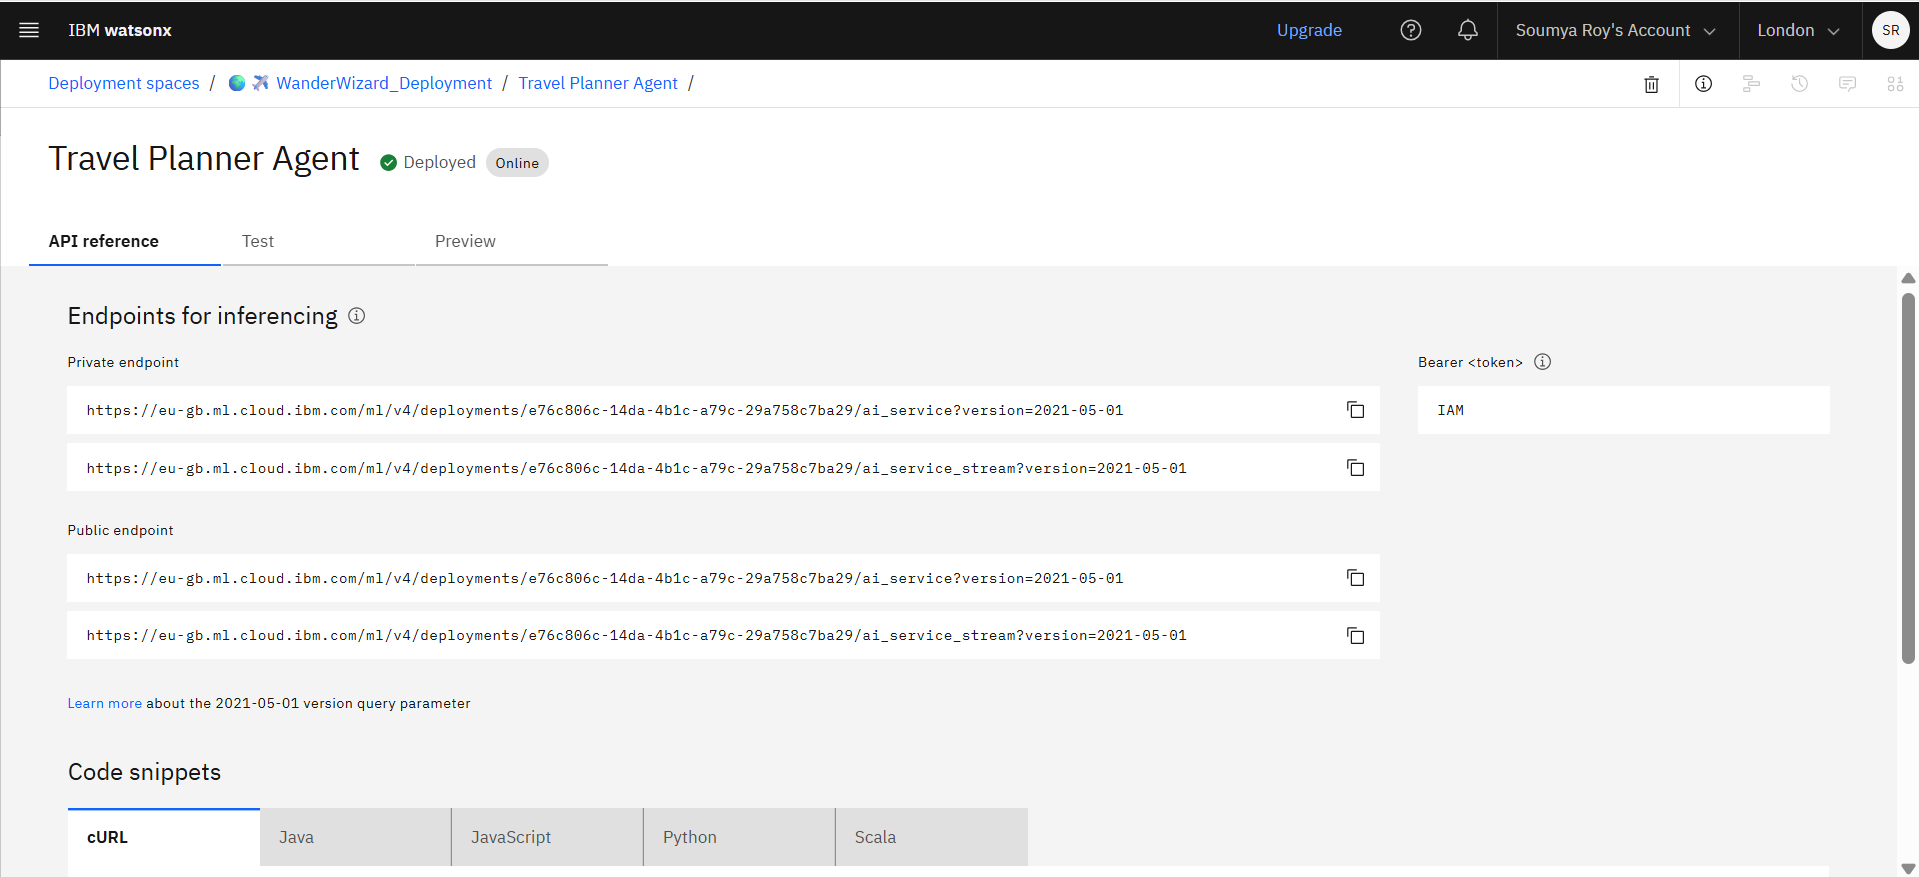 IBM watsonx
Upgrade
Soumya Roy's Account
London
SR
Deployment spaces / 🌍 ✈️ WanderWizard_Deployment / Travel Planner Agent /
Travel Planner Agent
Deployed
Online
API reference
Test
Preview
Endpoints for inferencing
Private endpoint
Bearer <token>
https://eu-gb.ml.cloud.ibm.com/ml/v4/deployments/e76c806c-14da-4b1c-a79c-29a758c7ba29/ai_service?version=2021-05-01
IAM
https://eu-gb.ml.cloud.ibm.com/ml/v4/deployments/e76c806c-14da-4b1c-a79c-29a758c7ba29/ai_service_stream?version=2021-05-01
Public endpoint
https://eu-gb.ml.cloud.ibm.com/ml/v4/deployments/e76c806c-14da-4b1c-a79c-29a758c7ba29/ai_service?version=2021-05-01
https://eu-gb.ml.cloud.ibm.com/ml/v4/deployments/e76c806c-14da-4b1c-a79c-29a758c7ba29/ai_service_stream?version=2021-05-01
Learn more about the 2021-05-01 version query parameter
Code snippets
cURL
Java
JavaScript
Python
Scala